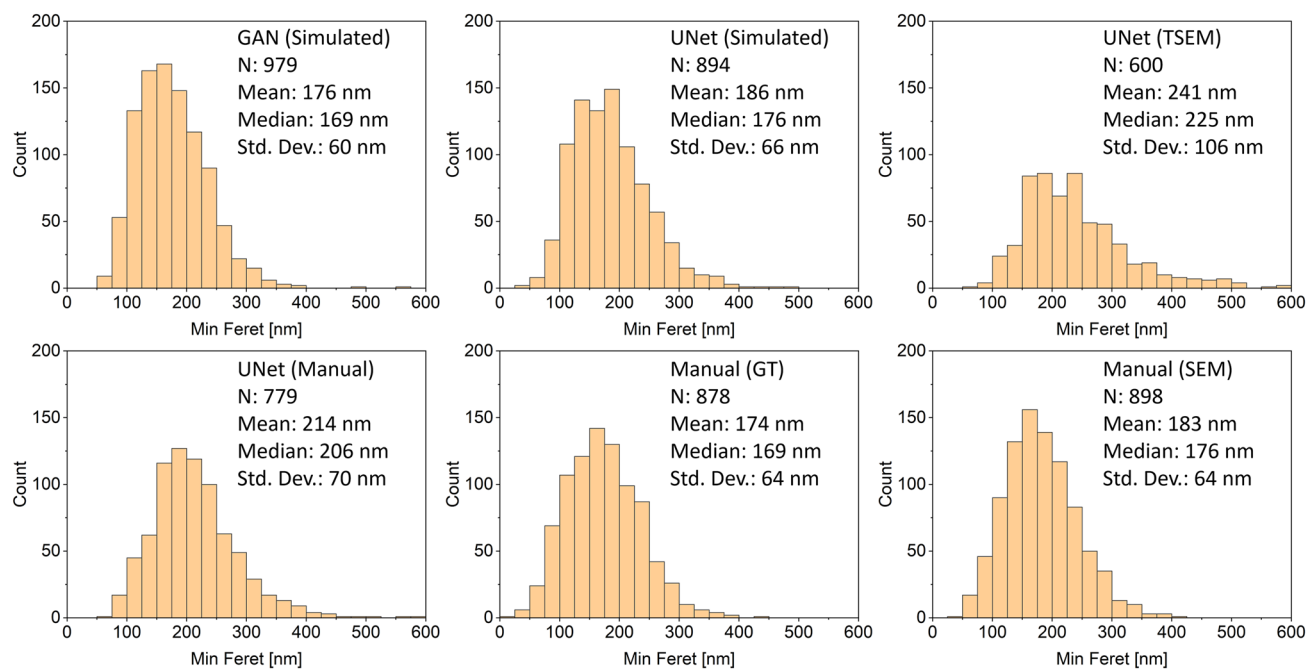 200
150
100
50
0
Count
GAN (Simulated)
N: 979
Mean: 176 nm
Median: 169 nm
Std. Dev.: 60 nm
0 100 200 300 400 500 600
Min Feret [nm]
200
150
100
50
0
Count
UNet (Simulated)
N: 894
Mean: 186 nm
Median: 176 nm
Std. Dev.: 66 nm
0 100 200 300 400 500 600
Min Feret [nm]
200
150
100
50
0
Count
UNet (TSEM)
N: 600
Mean: 241 nm
Median: 225 nm
Std. Dev.: 106 nm
0 100 200 300 400 500 600
Min Feret [nm]
200
150
100
50
0
Count
UNet (Manual)
N: 779
Mean: 214 nm
Median: 206 nm
Std. Dev.: 70 nm
0 100 200 300 400 500 600
Min Feret [nm]
200
150
100
50
0
Count
Manual (GT)
N: 878
Mean: 174 nm
Median: 169 nm
Std. Dev.: 64 nm
0 100 200 300 400 500 600
Min Feret [nm]
200
150
100
50
0
Count
Manual (SEM)
N: 898
Mean: 183 nm
Median: 176 nm
Std. Dev.: 64 nm
0 100 200 300 400 500 600
Min Feret [nm]